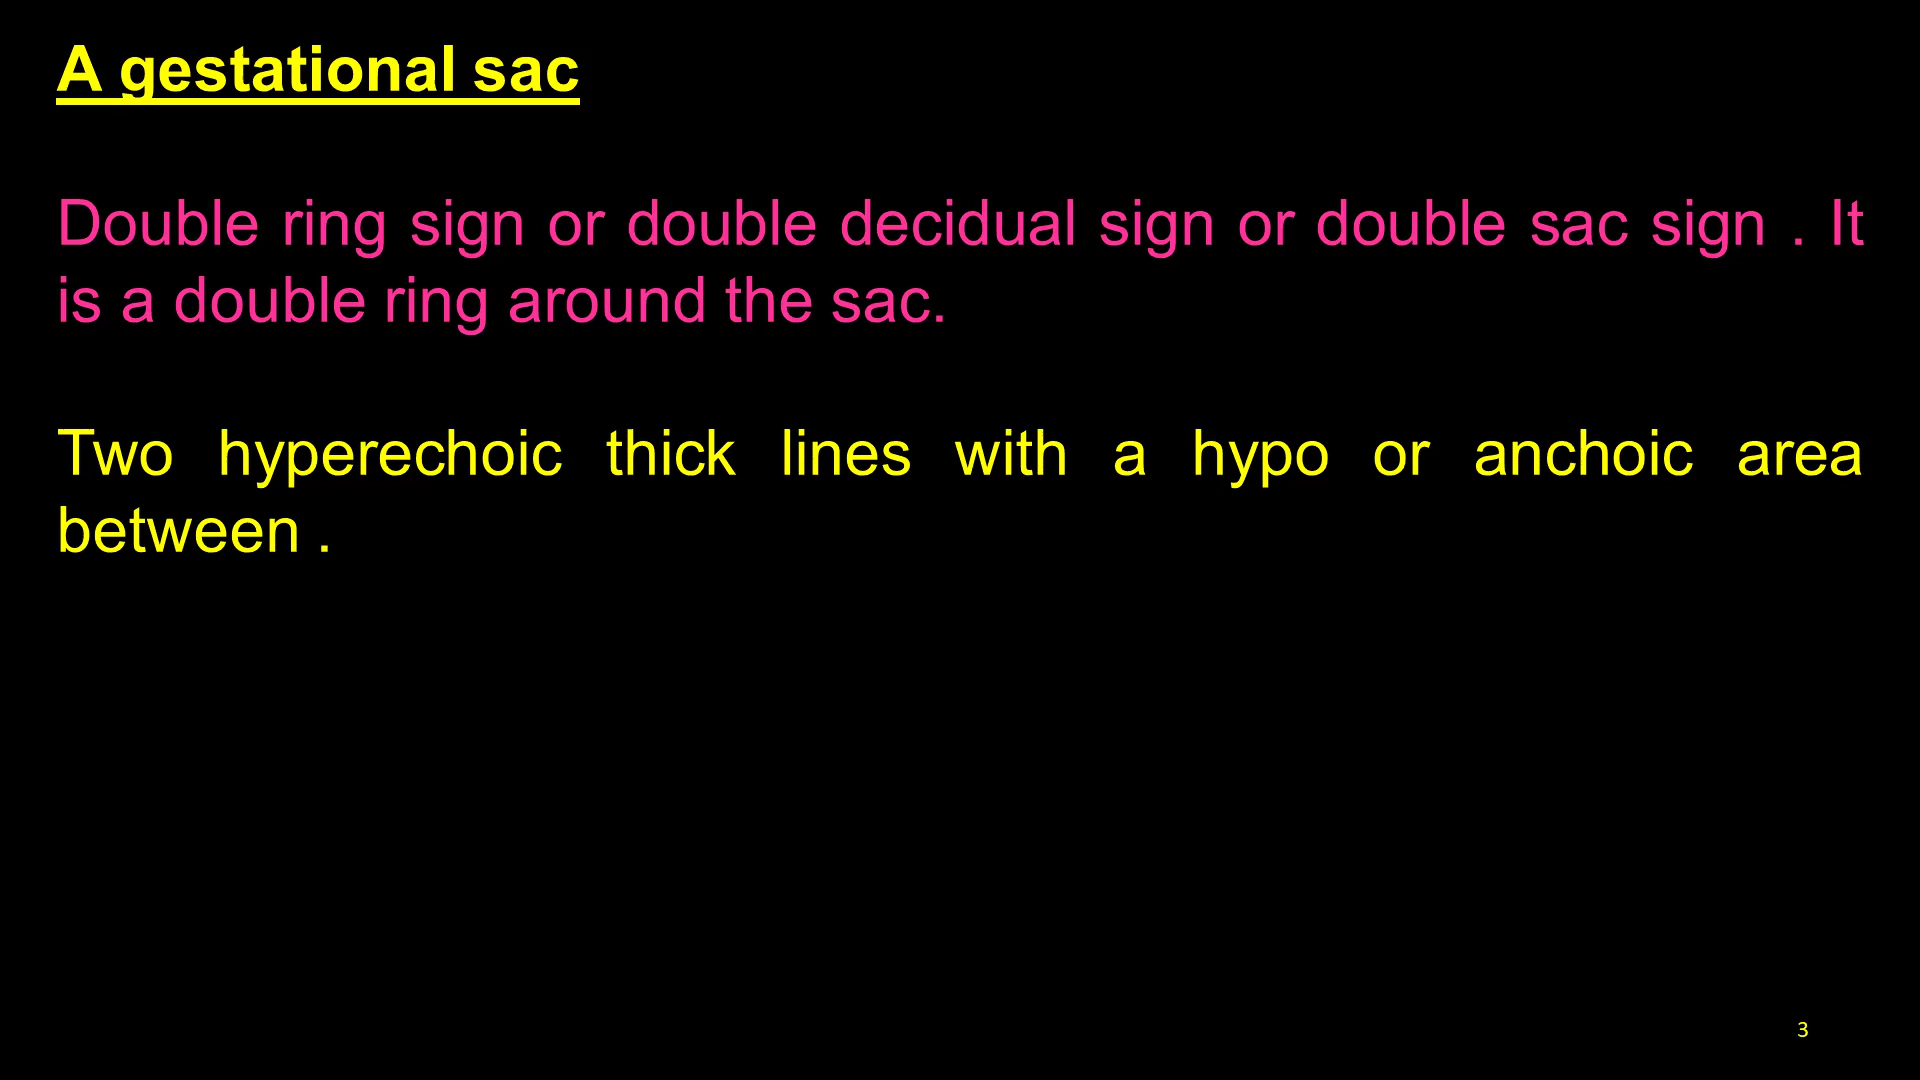 A gestational sac
Double ring sign or double decidual sign or double sac sign . It
is a double ring around the sac.
Two hyperechoic thick lines with a hypo or anchoic area
between .
3